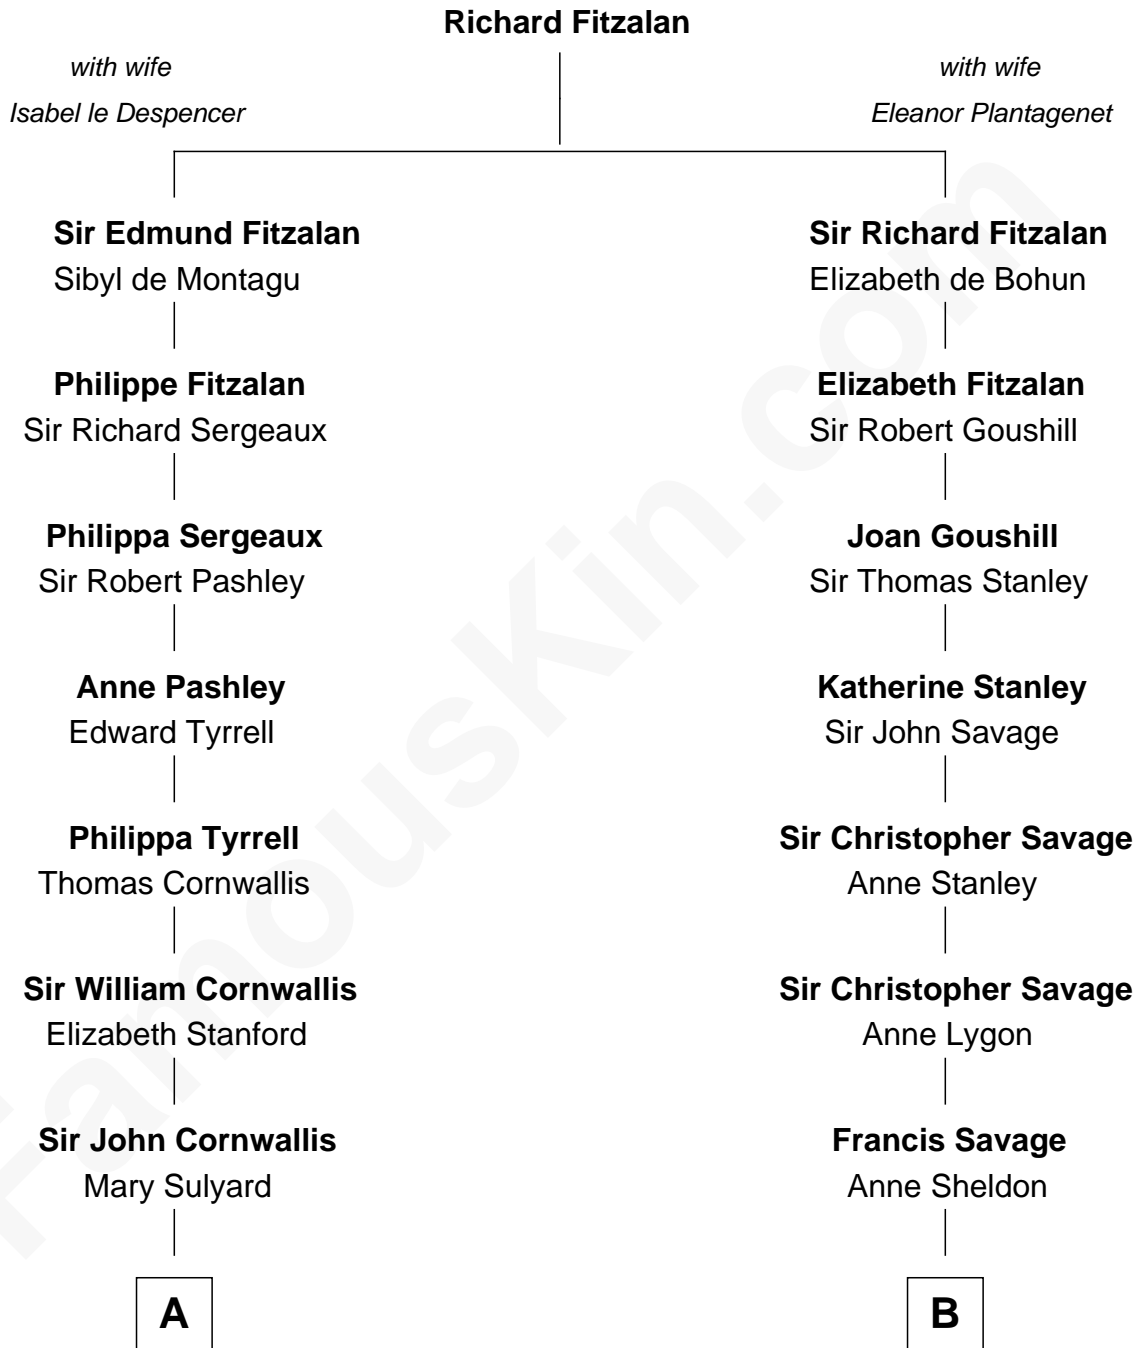 Richard Fitzalan
with wife
Isabel le Despencer
with wife
Eleanor Plantagenet
Sir Edmund Fitzalan
Sibyl de Montagu
Sir Richard Fitzalan
Elizabeth de Bohun
Philippe Fitzalan
Sir Richard Sergeaux
Elizabeth Fitzalan
Sir Robert Goushill
Philippa Sergeaux
Sir Robert Pashley
Joan Goushill
Sir Thomas Stanley
Anne Pashley
Edward Tyrrell
Katherine Stanley
Sir John Savage
Philippa Tyrrell
Thomas Cornwallis
Sir Christopher Savage
Anne Stanley
Sir William Cornwallis
Elizabeth Stanford
Sir Christopher Savage
Anne Lygon
Sir John Cornwallis
Mary Sulyard
Francis Savage
Anne Sheldon
A
B
FamousKin.com